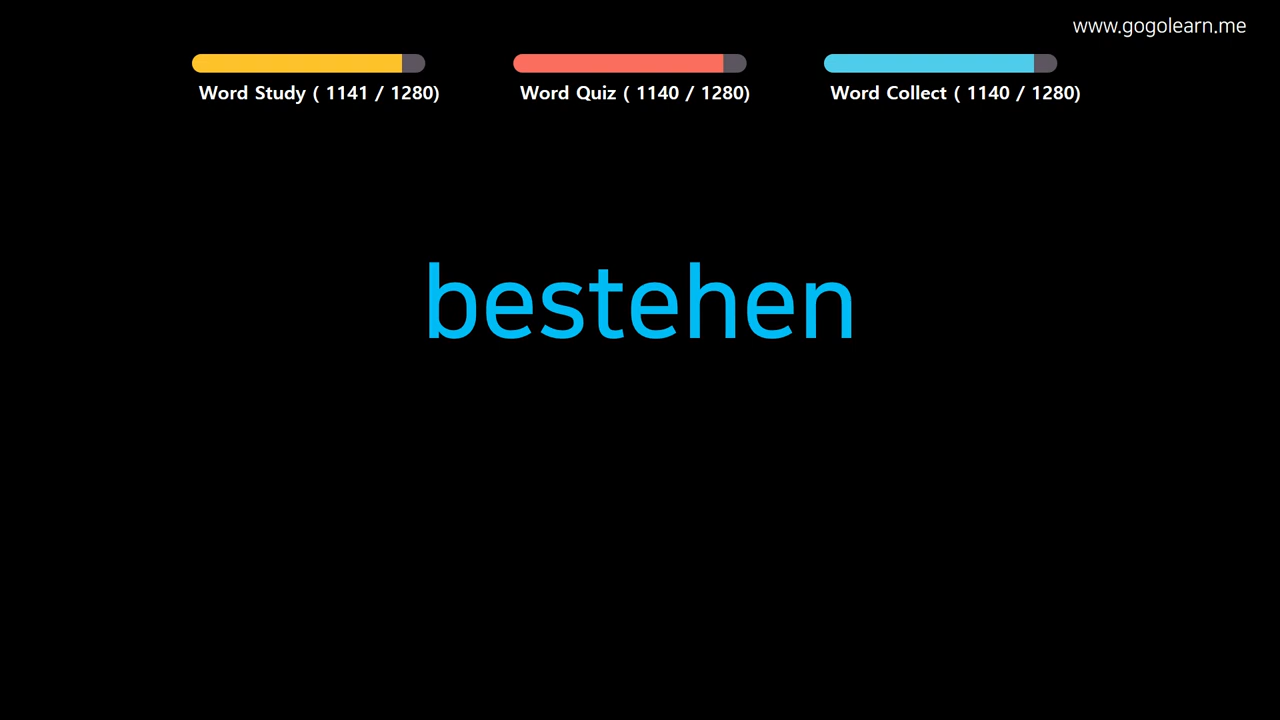 www.gogolearn.me
Word Study ( 1141 / 1280)
Word Quiz ( 1140 / 1280)
Word Collect ( 1140 / 1280)
bestehen